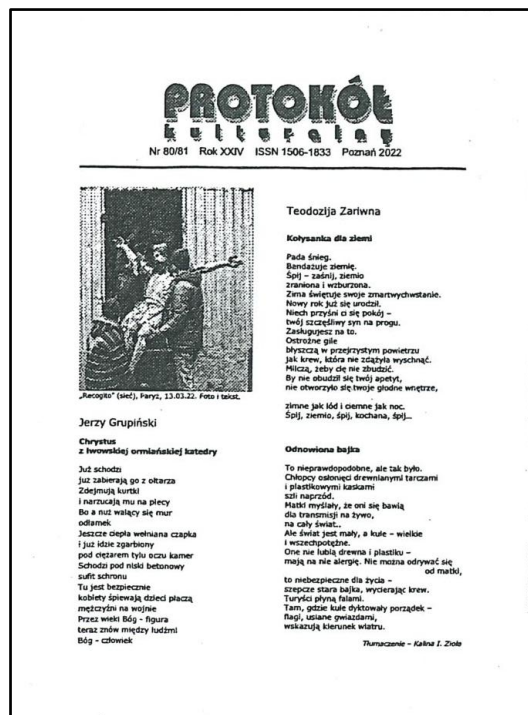 PROTOKÓŁ
kulturalny
Nr 80/81 Rok XXIV ISSN 1506-1833 Poznań 2022
„Recogito” (sieć), Paryż, 13.03.22. Foto i tekst.
Jerzy Grupiński
Chrystus
z lwowskiej ormiańskiej katedry
Już schodzi
już zabierają go z ołtarza
Zdejmują kurtki
i narzucają mu na plecy
Bo a nuż walący się mur
odłamek
Jeszcze ciepła wełniana czapka
i już idzie zgarbiony
pod ciężarem tylu oczu kamer
Schodzi pod niski betonowy
sufit schronu
Tu jest bezpiecznie
kobiety śpiewają dzieci płaczą
mężczyźni na wojnie
Przez wieki Bóg - figura
teraz znów między ludźmi
Bóg - człowiek
Teodozija Zariwna
Kołysanka dla ziemi
Pada śnieg.
Bandażuje ziemię.
Śpij – zaśnij, ziemio
zraniona i wzburzona.
Zima świętuje swoje zmartwychwstanie.
Nowy rok już się urodził.
Niech przyśni ci się pokój –
twój szczęśliwy syn na progu.
Zasługujesz na to.
Ostrożne gile
błyszczą w przejrzystym powietrzu
jak krew, która nie zdążyła wyschnąć.
Milczą, żeby cię nie zbudzić.
By nie obudził się twój apetyt,
nie otworzyło się twoje głodne wnętrze,
zimne jak lód i ciemne jak noc.
Śpij, ziemio, śpij, kochana, śpij...
Odnowiona bajka
To nieprawdopodobne, ale tak było.
Chłopcy osłonięci drewnianymi tarczami
i plastikowymi kaskami
szli naprzód.
Matki myślały, że oni się bawią
dla transmisji na żywo,
na cały świat..
Ale świat jest mały, a kule – wielkie
i wszechpotężne.
One nie lubią drewna i plastiku –
mają na nie alergię. Nie można odrywać się
od matki,
to niebezpieczne dla życia –
szepcze stara bajka, wycierając krew.
Turyści płyną falami.
Tam, gdzie kule dyktowały porządek –
flagi, usiane gwiazdami,
wskazują kierunek wiatru.
Tłumaczenie – Kalina I. Zioła